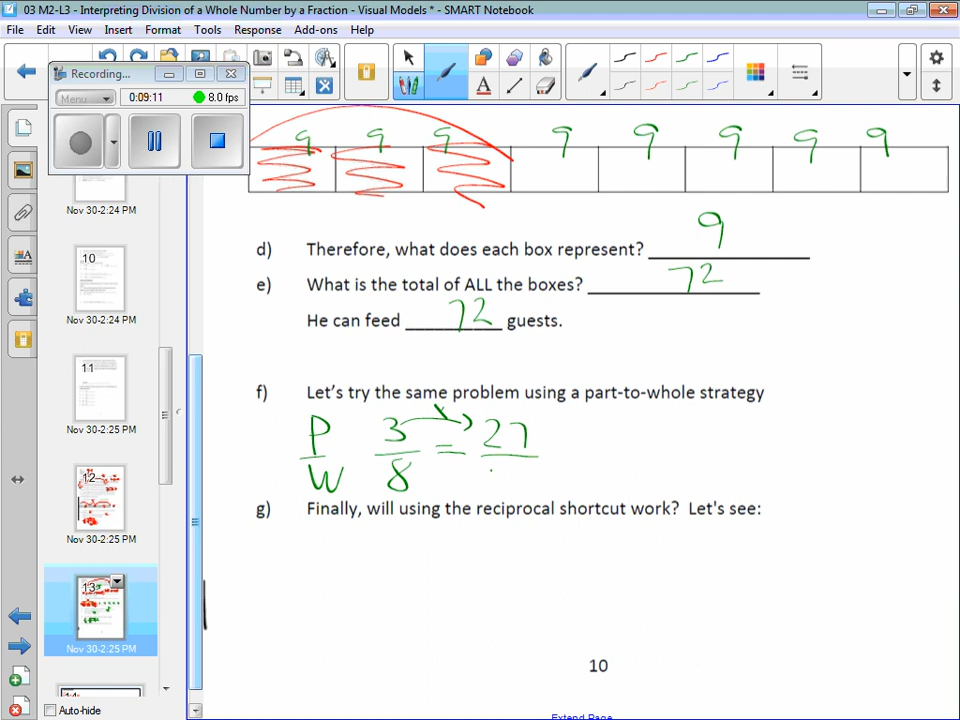 03 M2-L3 - Interpreting Division of a Whole Number by a Fraction - Visual Models * - SMART Notebook
File Edit View Insert Format Tools Response Add-ons Help
Recording...
Menu 0:09:11 8.0 fps
9 9 9 9 9 9 9 9
Nov 30-2:24 PM
d) Therefore, what does each box represent? 9
10
e) What is the total of ALL the boxes? 72
He can feed 72 guests.
Nov 30-2:24 PM
11
f) Let's try the same problem using a part-to-whole strategy
Nov 30-2:25 PM
P 3 = 27
W 8
12
g) Finally, will using the reciprocal shortcut work? Let's see:
Nov 30-2:25 PM
13
Nov 30-2:25 PM
10
14
Auto-hide
Extend Page